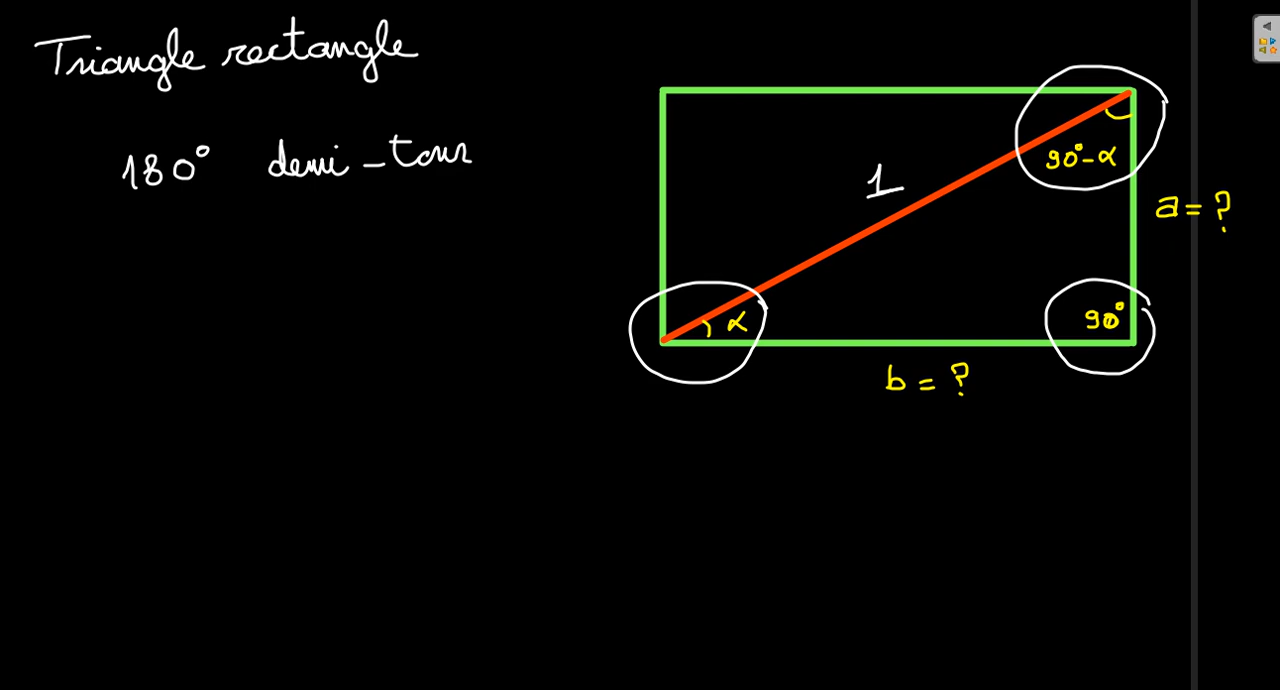 Triangle rectangle
180° demi-tour
1
90°-α
a = ?
α
90°
b = ?